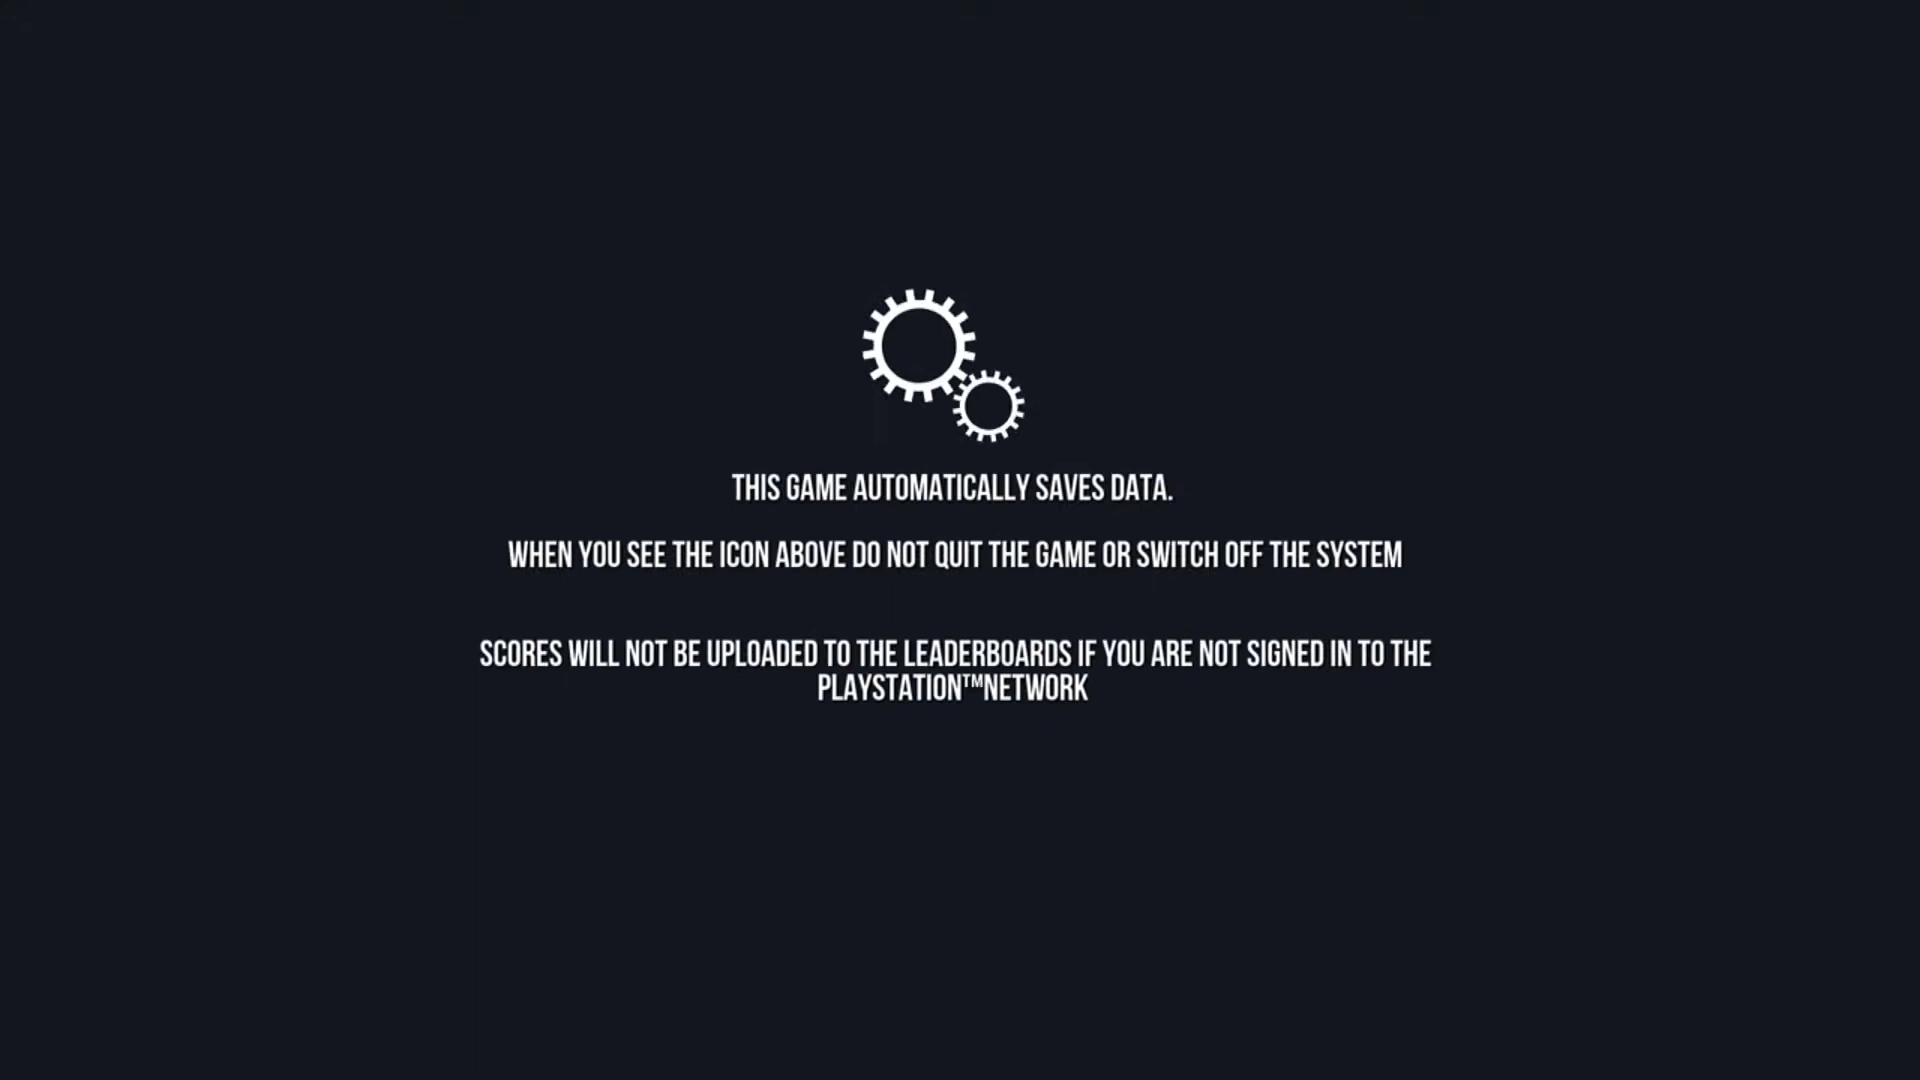 THIS GAME AUTOMATICALLY SAVES DATA.
WHEN YOU SEE THE ICON ABOVE DO NOT QUIT THE GAME OR SWITCH OFF THE SYSTEM
SCORES WILL NOT BE UPLOADED TO THE LEADERBOARDS IF YOU ARE NOT SIGNED IN TO THE
PLAYSTATION™NETWORK